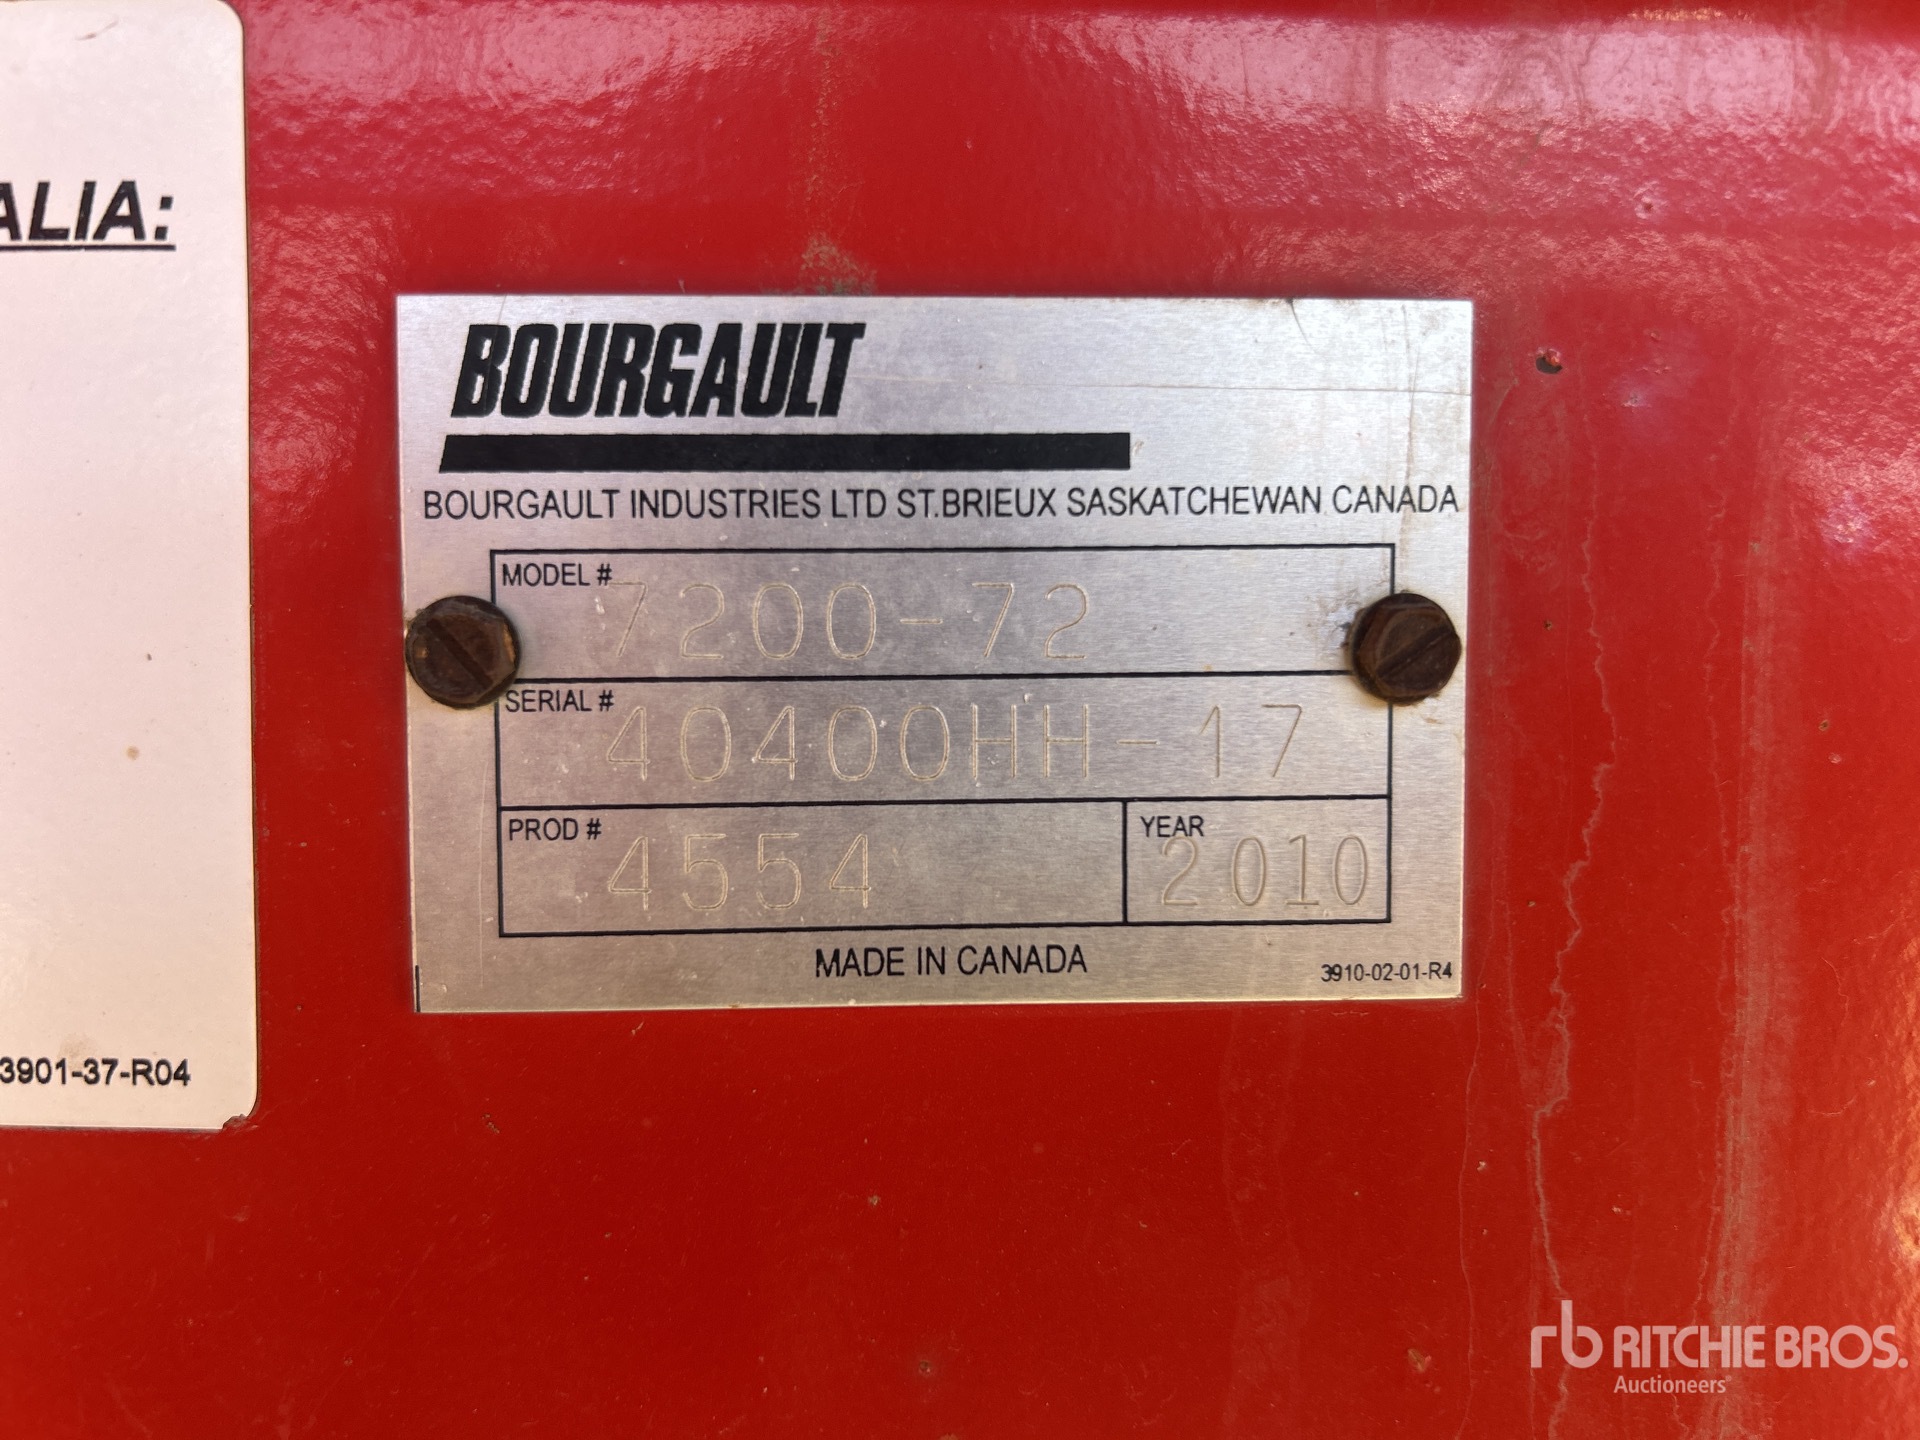 ALIA:
3901-37-R04
BOURGAULT
BOURGAULT INDUSTRIES LTD ST.BRIEUX SASKATCHEWAN CANADA
MODEL # 7200-72
SERIAL # 40400HH-17
PROD # 4554 YEAR 2010
MADE IN CANADA
3910-02-01-R4
rb RITCHIE BROS.
Auctioneers